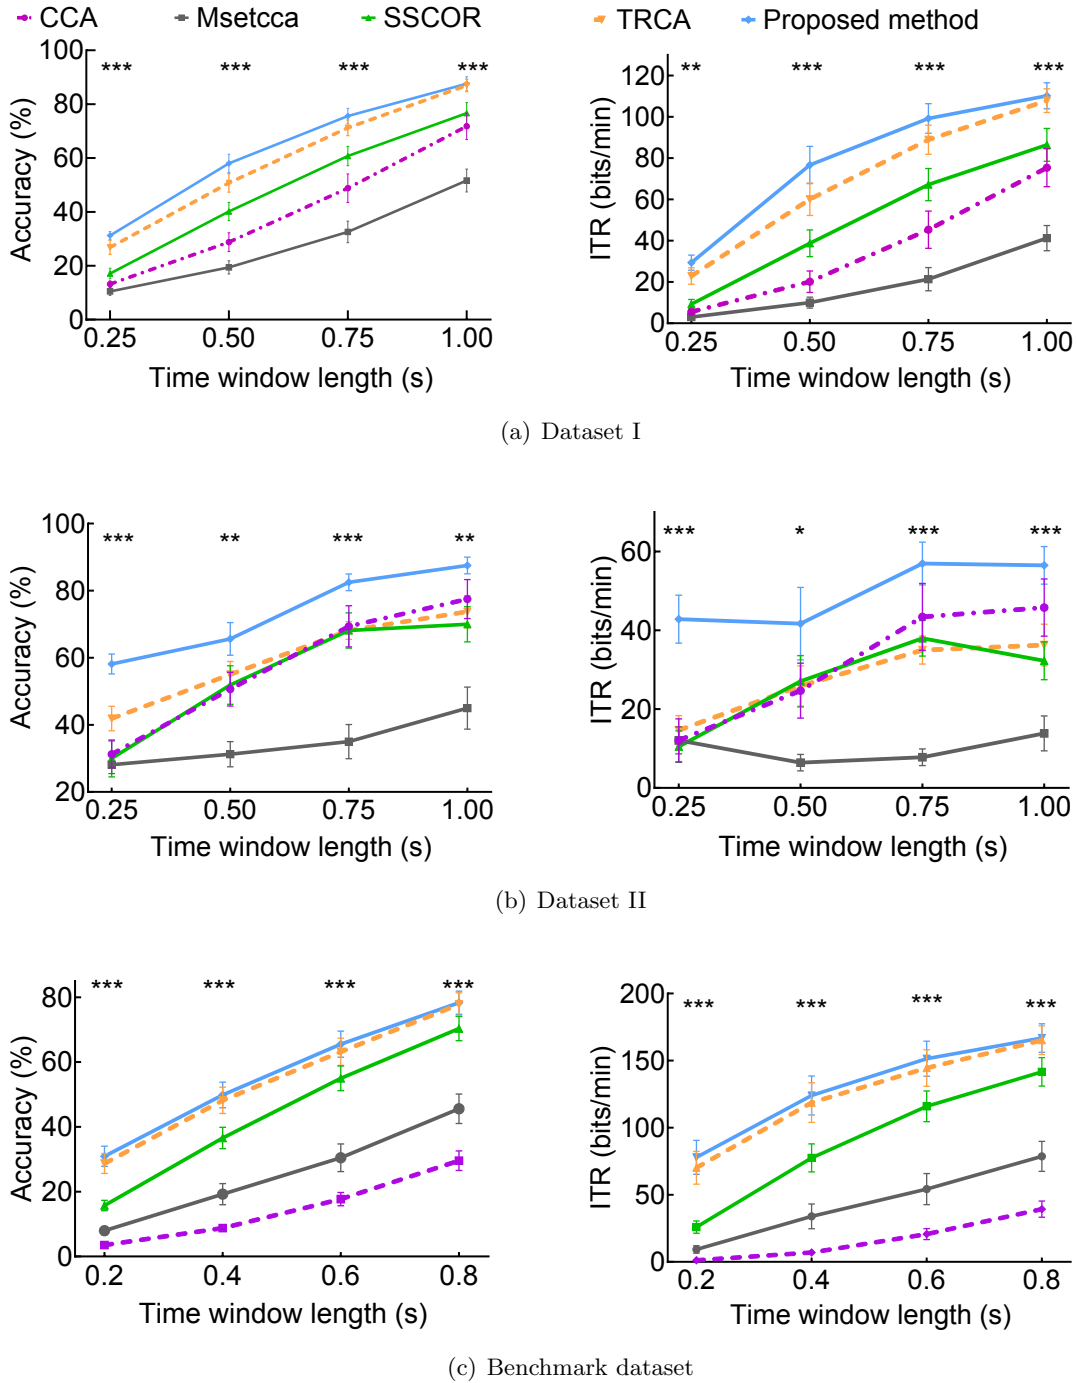 CCA Msetcca SSCOR TRCA Proposed method
100
80
60
40
20
0
Accuracy (%)
*** *** *** ***
0.25 0.50 0.75 1.00
Time window length (s)
120
100
80
60
40
20
0
ITR (bits/min)
** *** *** ***
0.25 0.50 0.75 1.00
Time window length (s)
(a) Dataset I
100
80
60
40
20
Accuracy (%)
*** ** *** **
0.25 0.50 0.75 1.00
Time window length (s)
60
40
20
0
ITR (bits/min)
*** * *** ***
0.25 0.50 0.75 1.00
Time window length (s)
(b) Dataset II
80
60
40
20
0
Accuracy (%)
*** *** *** ***
0.2 0.4 0.6 0.8
Time window length (s)
200
150
100
50
0
ITR (bits/min)
*** *** *** ***
0.2 0.4 0.6 0.8
Time window length (s)
(c) Benchmark dataset